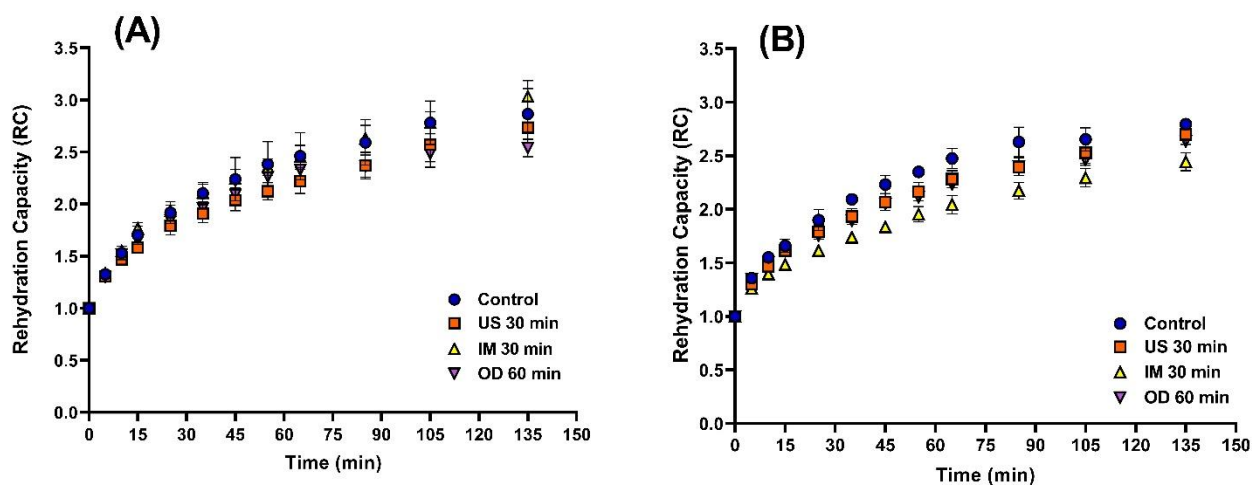 (A)
Rehydration Capacity (RC)
3.5
3.0
2.5
2.0
1.5
1.0
0.5
0.0
0 15 30 45 60 75 90 105 120 135 150
Time (min)
Control
US 30 min
IM 30 min
OD 60 min
(B)
Rehydration Capacity (RC)
3.5
3.0
2.5
2.0
1.5
1.0
0.5
0.0
0 15 30 45 60 75 90 105 120 135 150
Time (min)
Control
US 30 min
IM 30 min
OD 60 min